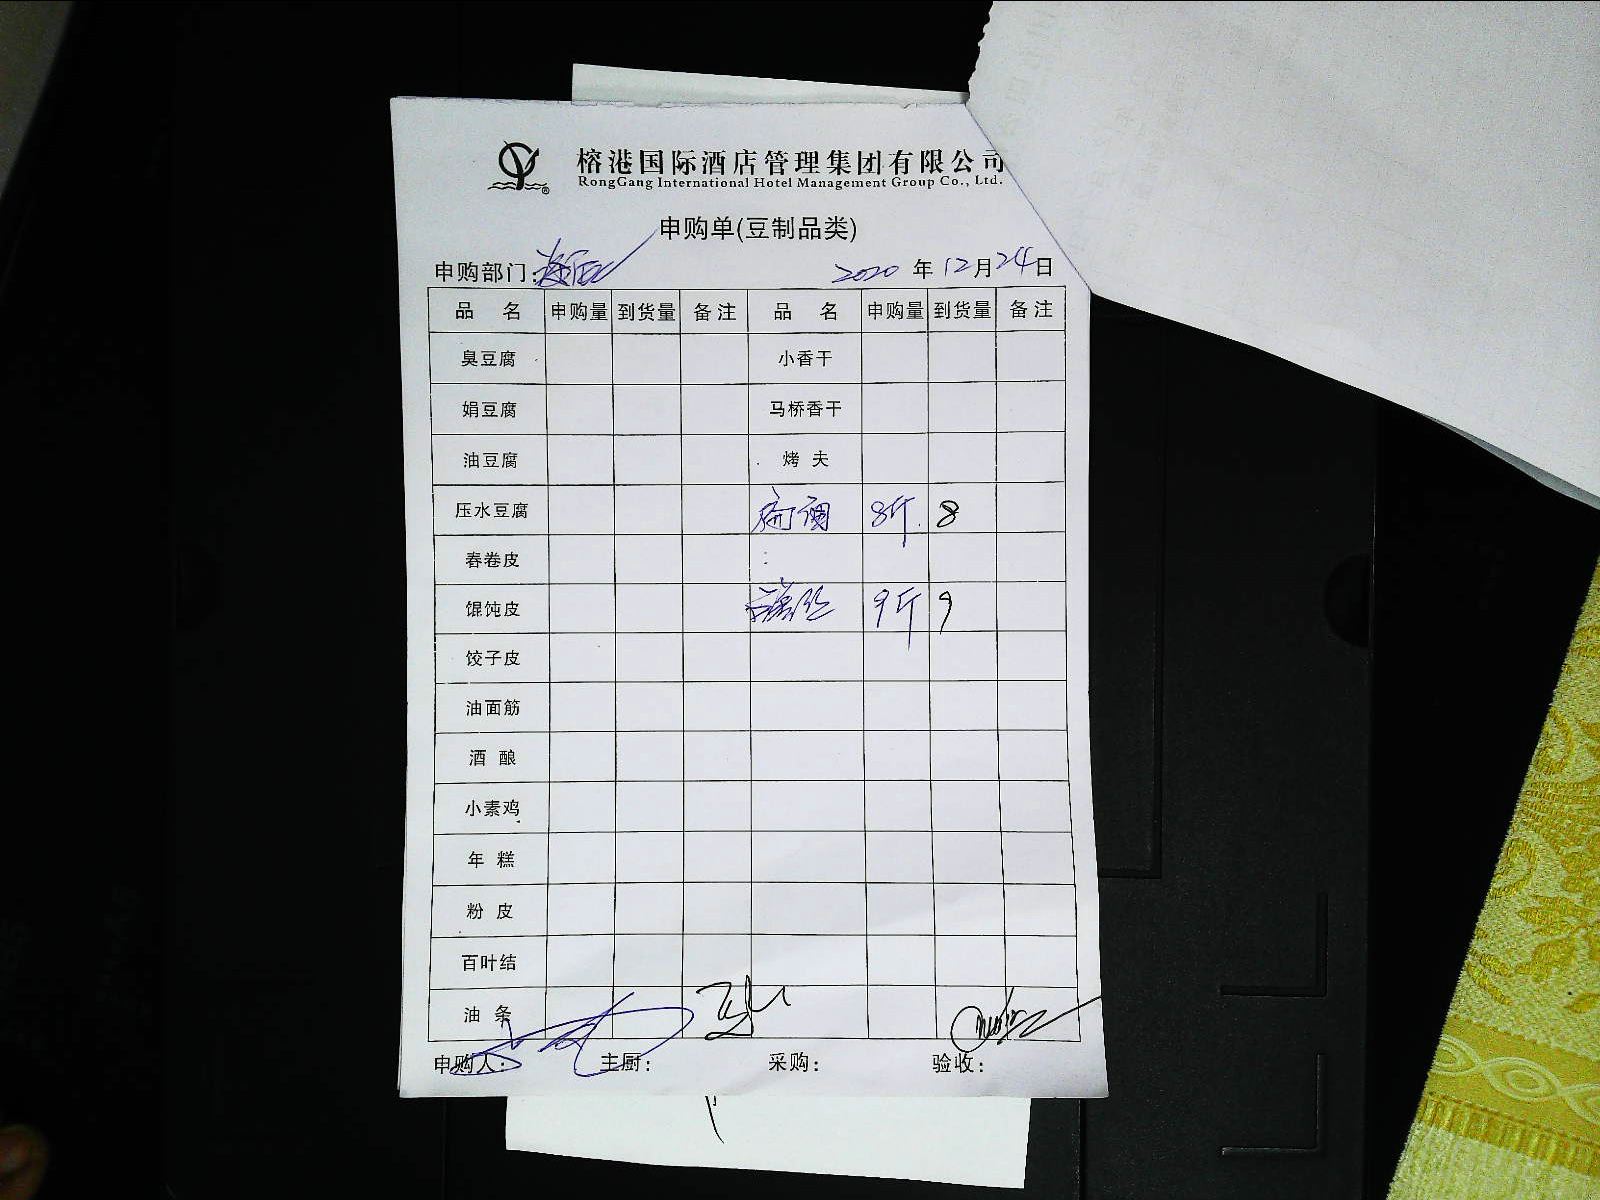 榕港国际酒店管理集团有限公司
RongGang International Hotel Management Group Co., Ltd.
申购单(豆制品类)
申购部门: 2020 年 12 月 24 日
品 名 申购量 到货量 备注 品 名 申购量 到货量 备注
臭豆腐 小香干
娟豆腐 马桥香干
油豆腐 烤 夫
压水豆腐 8斤 8
春卷皮
馄饨皮 9斤 9
饺子皮
油面筋
酒 酿
小素鸡
年 糕
粉 皮
百叶结
油 条
申购人: 主厨: 采购: 验收: